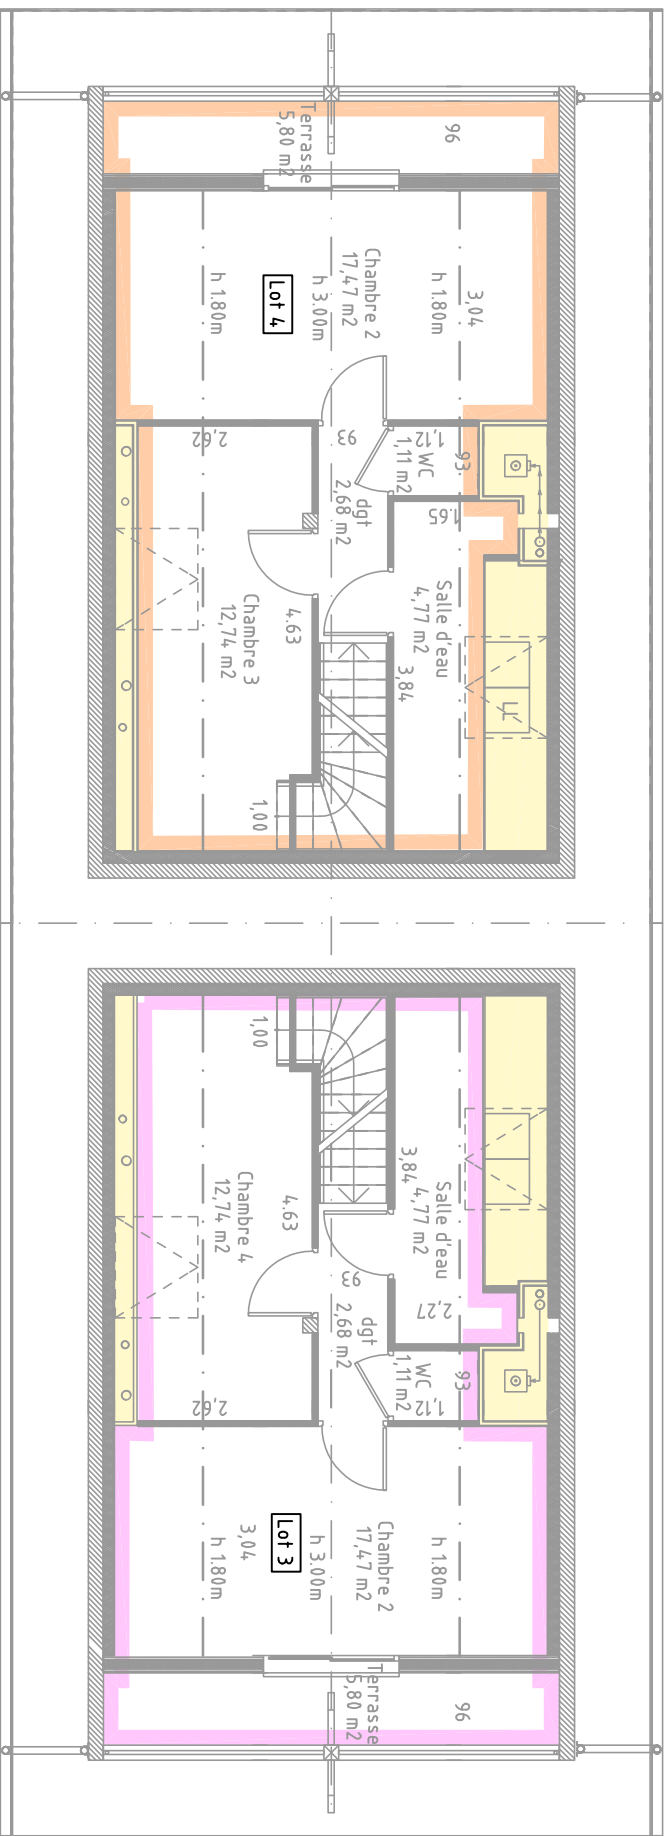 Terrasse
5,80 m2
96
Chambre 2
17,47 m2
3,04
h 1.80m
h 3.00m
h 1.80m
Lot 4
2,62
93
1,12
WC
1,11 m2
93
dgt
2,68 m2
1.65
Salle d'eau
4,77 m2
Chambre 3
12,74 m2
4.63
3,84
LL
1,00
1,00
3,84
Salle d'eau
4,77 m2
Chambre 4
12,74 m2
4.63
93
2,27
dgt
2,68 m2
WC
1,11 m2
93
1,12
2,62
Chambre 2
17,47 m2
3,04
h 1.80m
h 3.00m
h 1.80m
Lot 3
Terrasse
5,80 m2
96